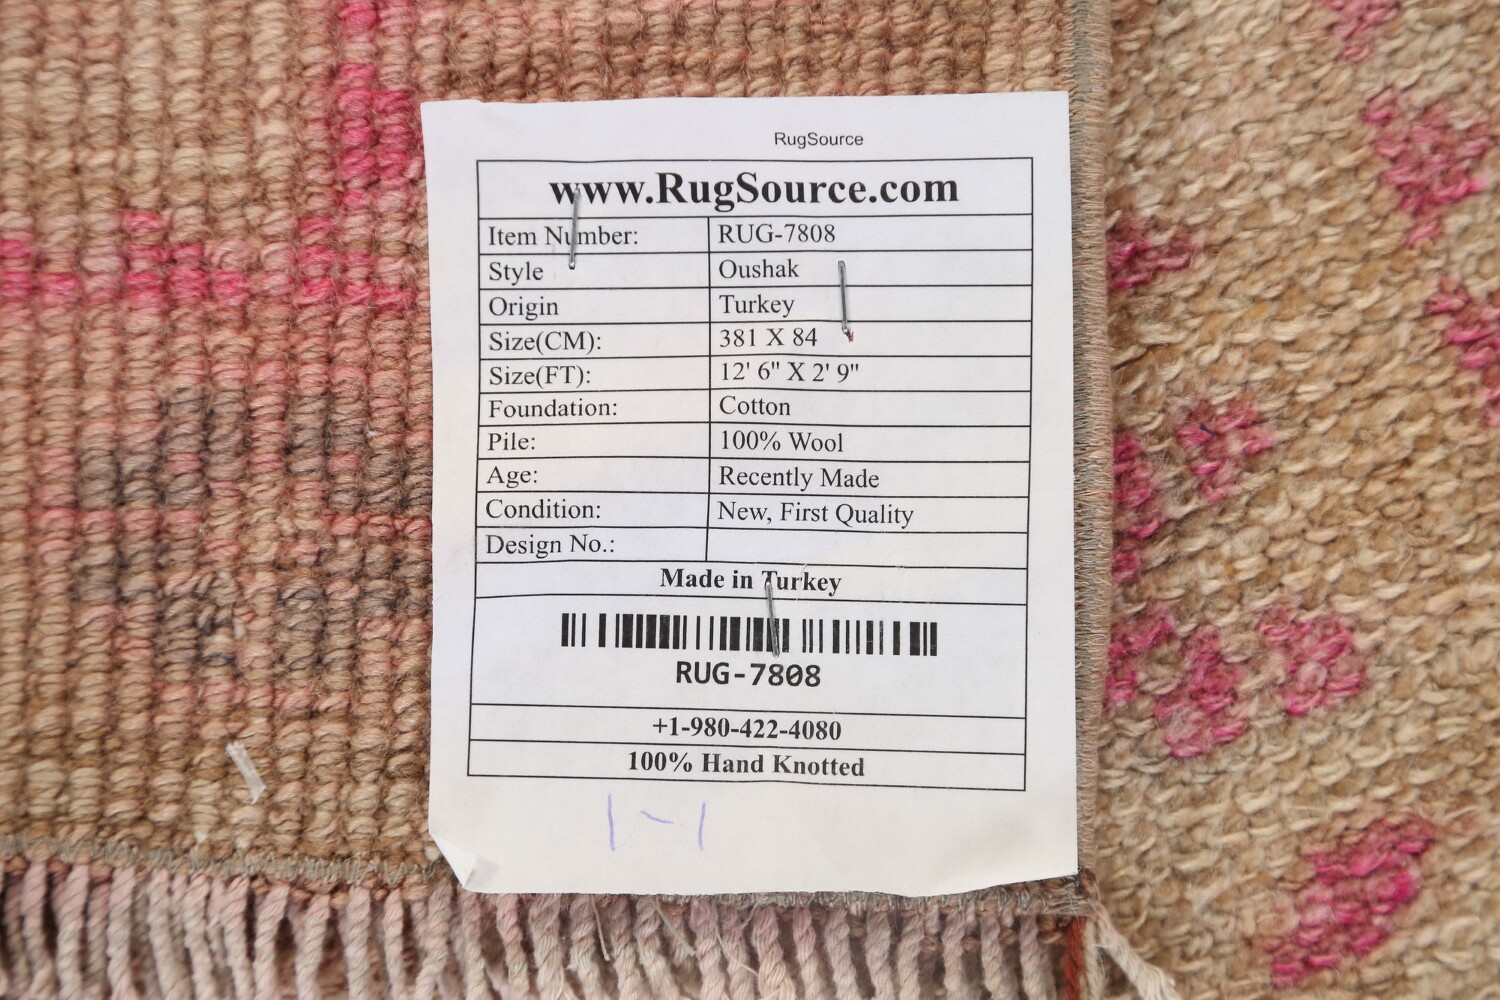 RugSource
www.RugSource.com
Item Number: RUG-7808
Style Oushak
Origin Turkey
Size(CM): 381 X 84
Size(FT): 12' 6" X 2' 9"
Foundation: Cotton
Pile: 100% Wool
Age: Recently Made
Condition: New, First Quality
Design No.:
Made in Turkey
RUG-7808
+1-980-422-4080
100% Hand Knotted
1-1